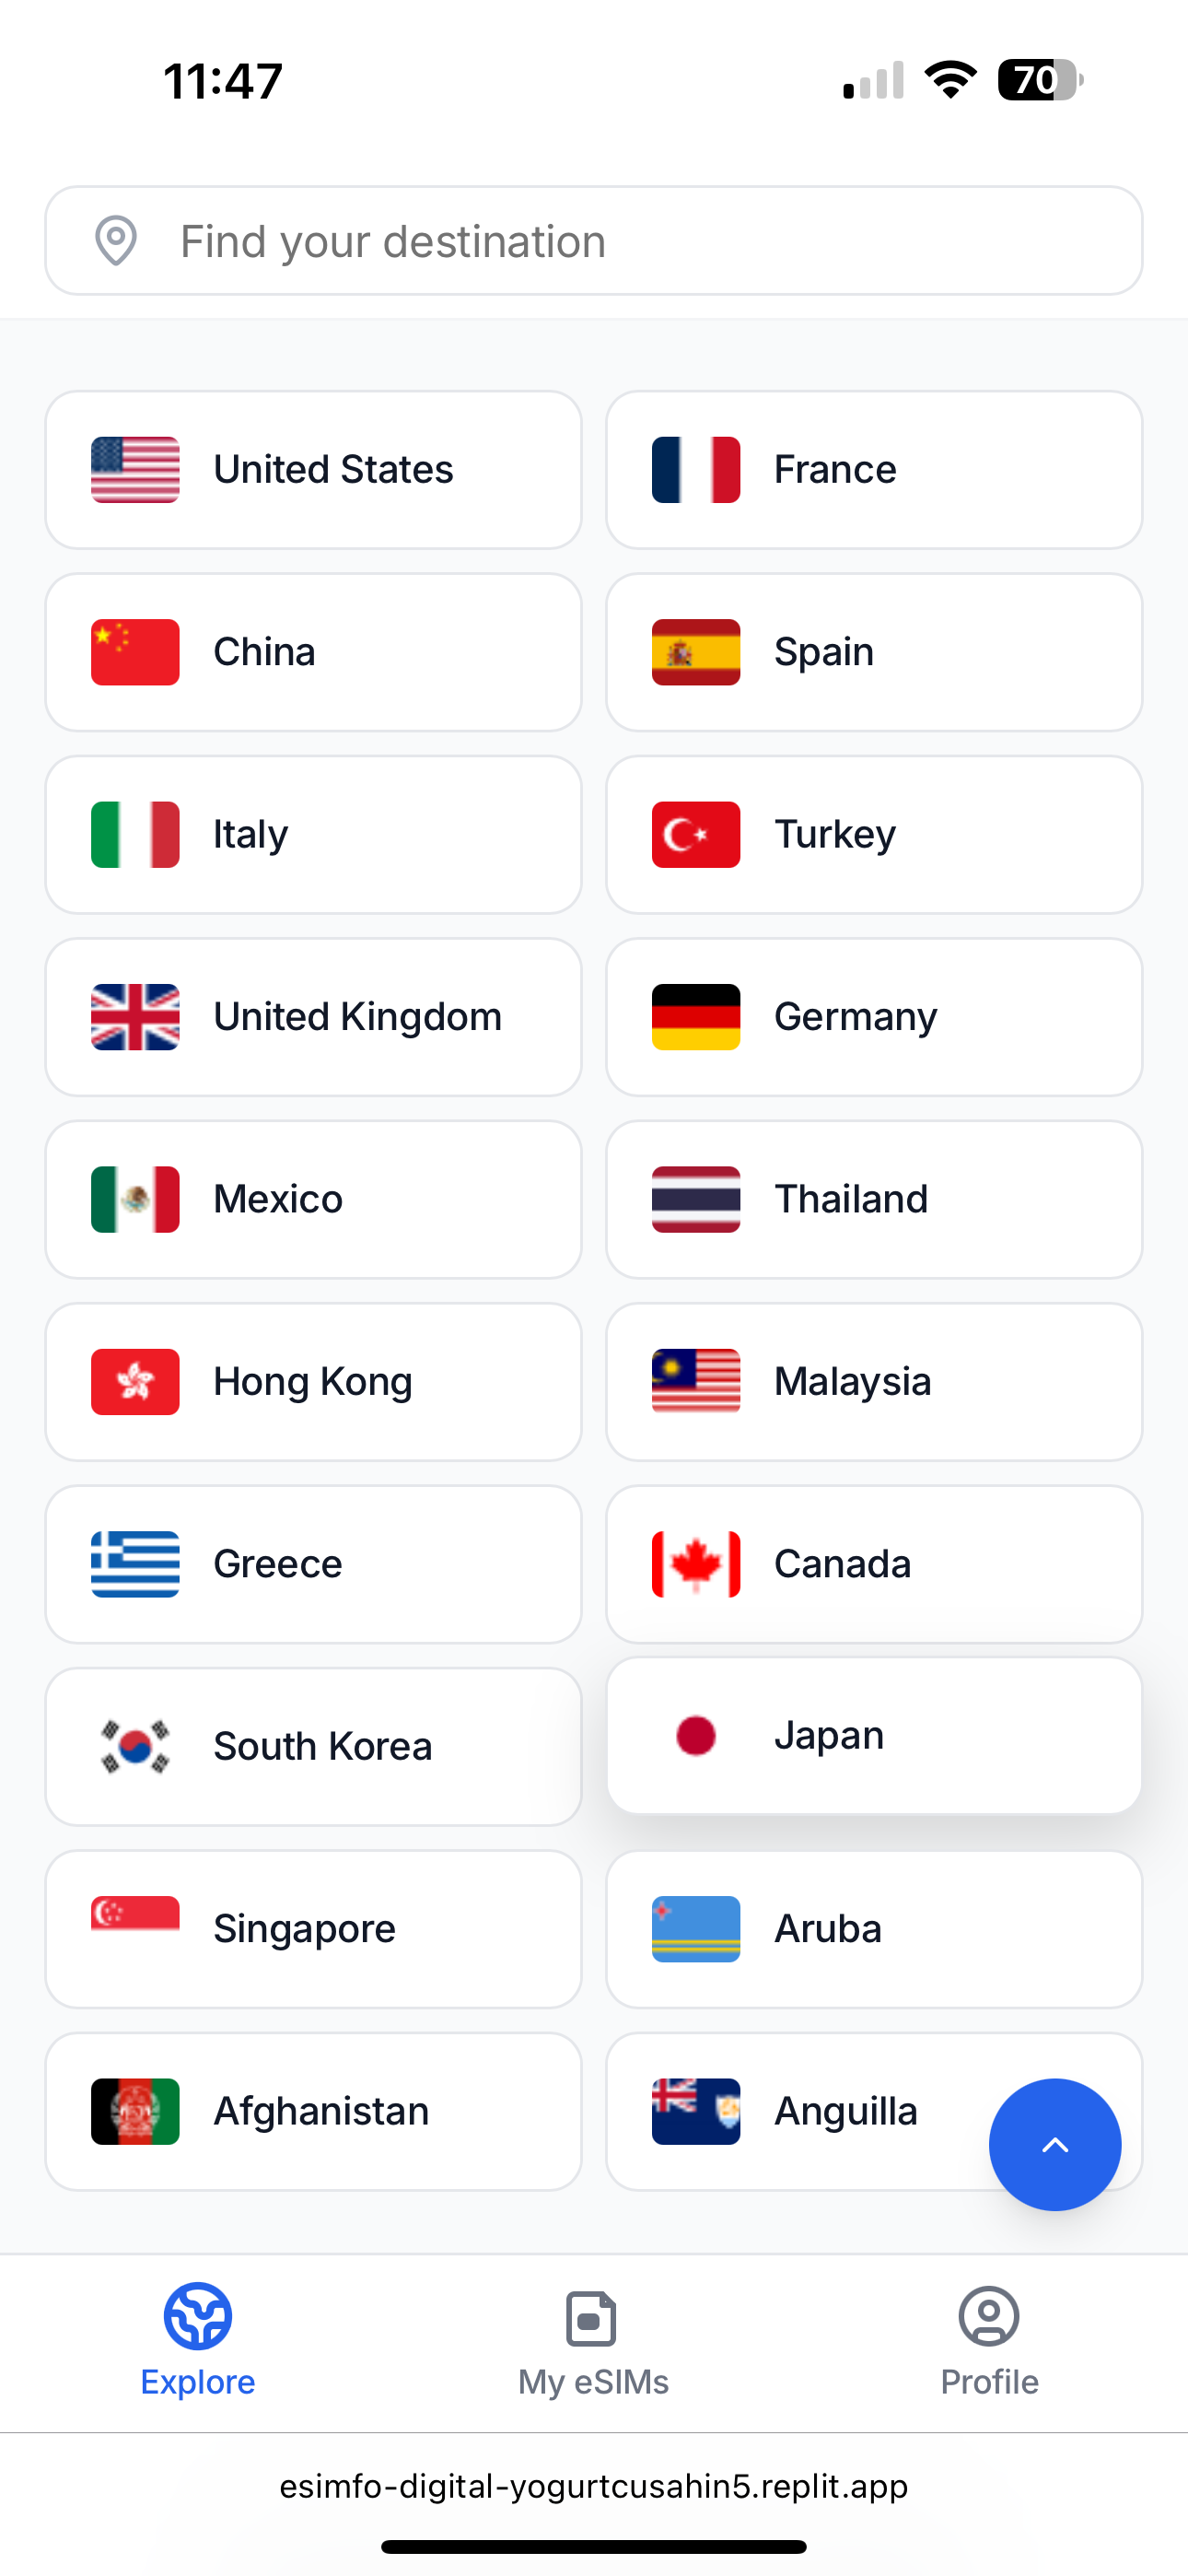 11:47
70
Find your destination
United States
France
China
Spain
Italy
Turkey
United Kingdom
Germany
Mexico
Thailand
Hong Kong
Malaysia
Greece
Canada
South Korea
Japan
Singapore
Aruba
Afghanistan
Anguilla
Explore
My eSIMs
Profile
esimfo-digital-yogurtcusahin5.replit.app